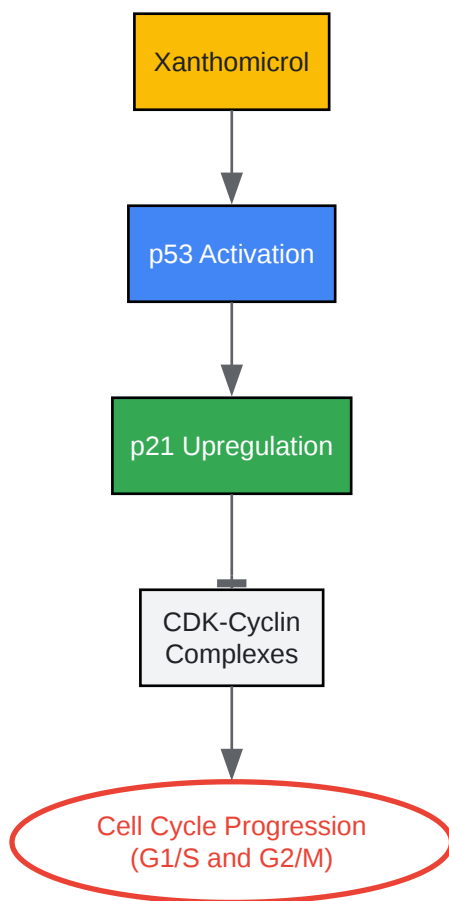 Xanthomicrol
p53 Activation
p21 Upregulation
CDK-Cyclin
Complexes
Cell Cycle Progression
(G1/S and G2/M)